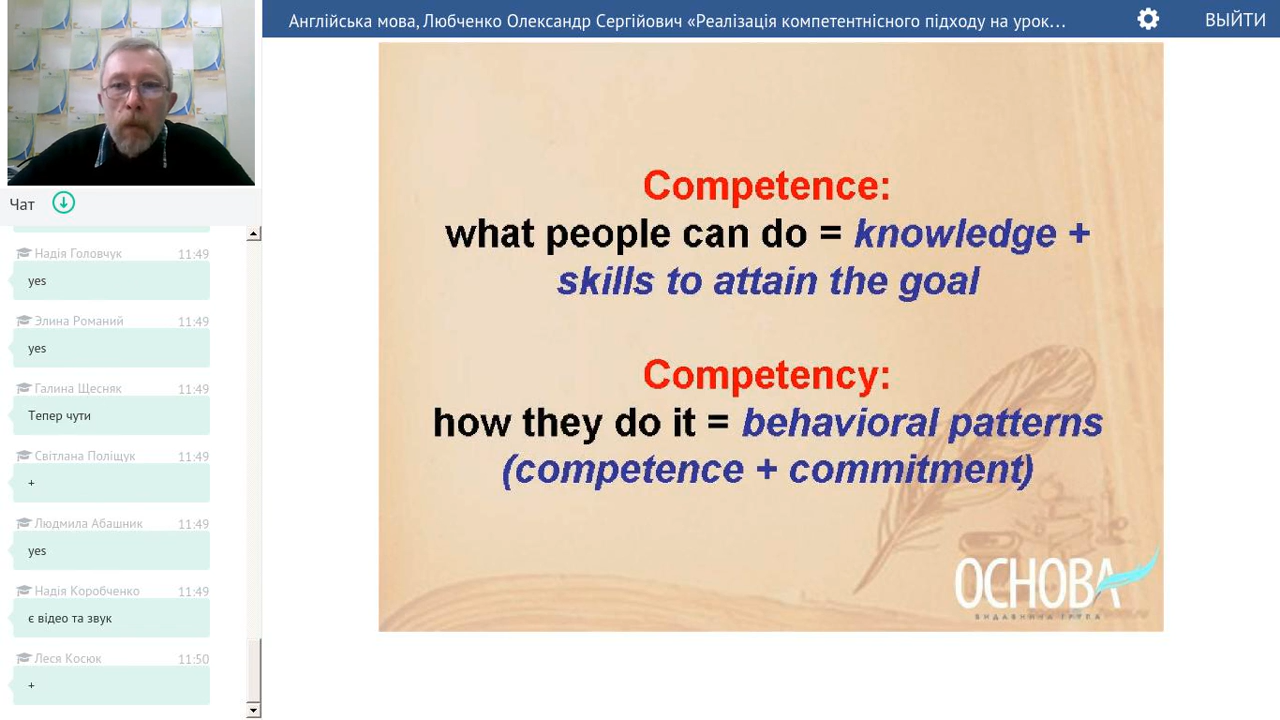 Англійська мова, Любченко Олександр Сергійович «Реалізація компетентнісного підходу на урок...
ВЫЙТИ
Чат
Надія Головчук 11:49
yes
Элина Романий 11:49
yes
Галина Щесняк 11:49
Тепер чути
Світлана Поліщук 11:49
+
Людмила Абашник 11:49
yes
Надія Коробченко 11:49
є відео та звук
Леся Косюк 11:50
+
Competence:
what people can do = knowledge +
skills to attain the goal
Competency:
how they do it = behavioral patterns
(competence + commitment)
ОСНОВА
ВИДАВНИЧА ГРУПА